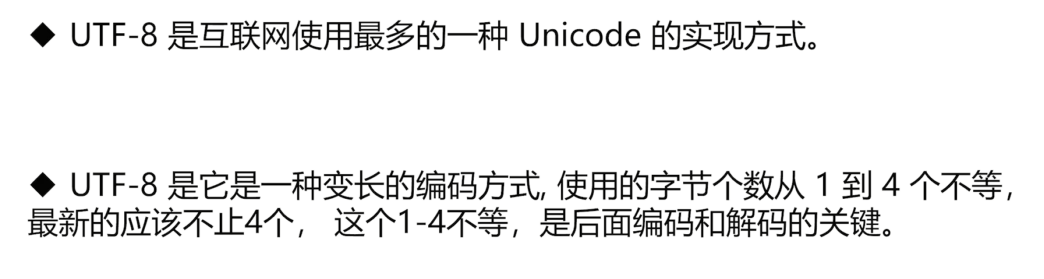 ◆ UTF-8 是互联网使用最多的一种 Unicode 的实现方式。
◆ UTF-8 是它是一种变长的编码方式, 使用的字节个数从 1 到 4 个不等，
最新的应该不止4个， 这个1-4不等，是后面编码和解码的关键。